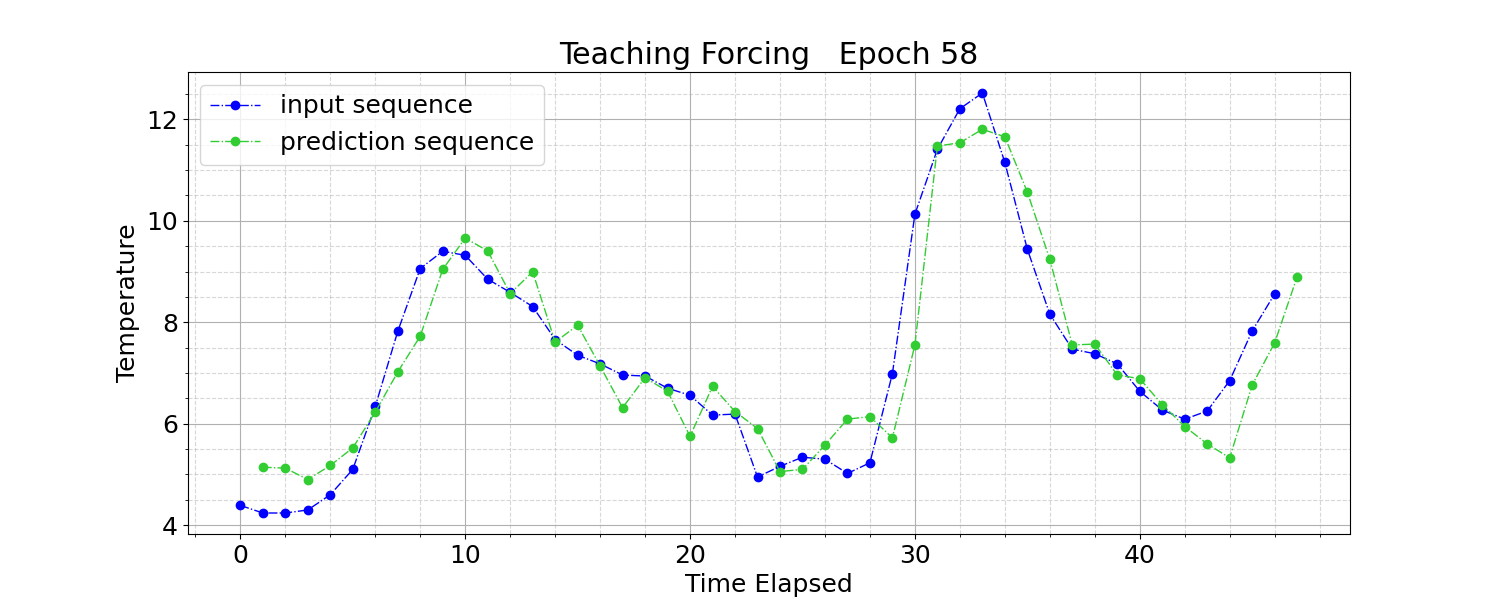 Teaching Forcing   Epoch 58
input sequence
prediction sequence
Temperature
12
10
8
6
4
0 10 20 30 40
Time Elapsed